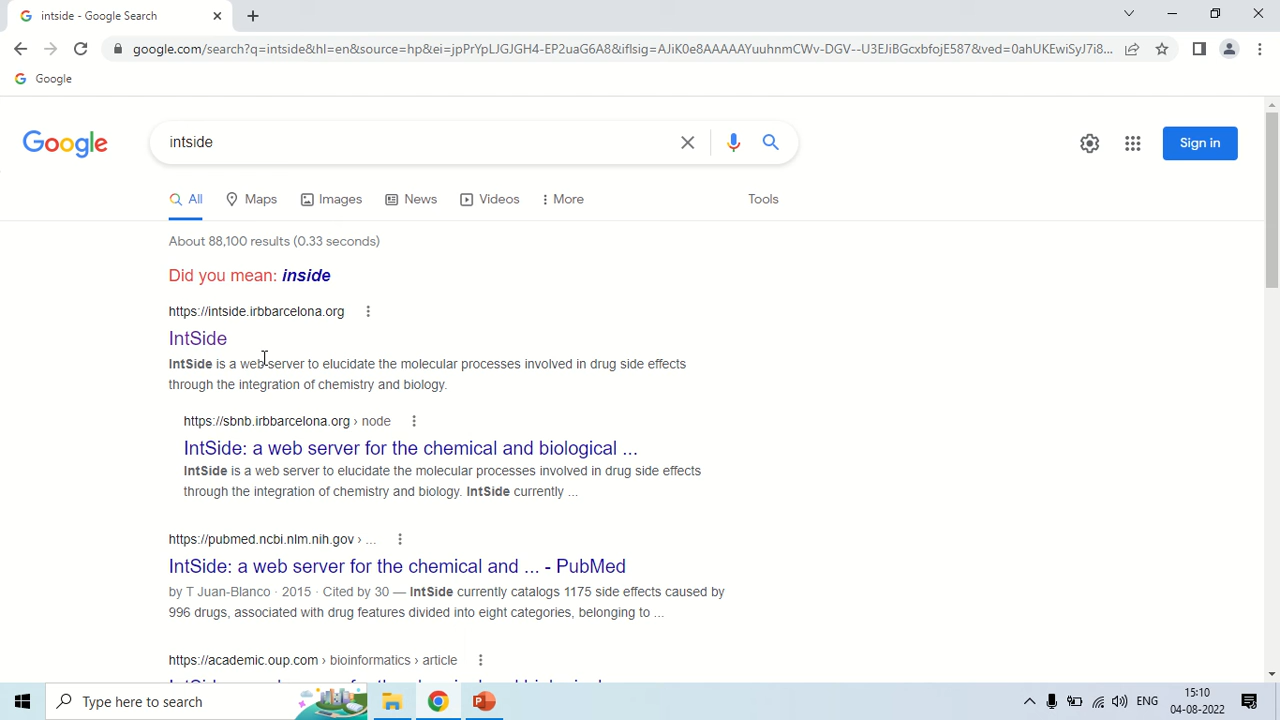 intside - Google Search
google.com/search?q=intside&hl=en&source=hp&ei=jpPrYpLJGJGH4-EP2uaG6A8&iflsig=AJiK0e8AAAAAYuuhnmCWv-DGV--U3EJiBGcxbfojE587&ved=0ahUKEwiSyJ7i8...
Google
Google
intside
Sign in
All Maps Images News Videos More Tools
About 88,100 results (0.33 seconds)
Did you mean: inside
https://intside.irbbarcelona.org
IntSide
IntSide is a web server to elucidate the molecular processes involved in drug side effects
through the integration of chemistry and biology.
https://sbnb.irbbarcelona.org › node
IntSide: a web server for the chemical and biological ...
IntSide is a web server to elucidate the molecular processes involved in drug side effects
through the integration of chemistry and biology. IntSide currently ...
https://pubmed.ncbi.nlm.nih.gov › ...
IntSide: a web server for the chemical and ... - PubMed
by T Juan-Blanco · 2015 · Cited by 30 — IntSide currently catalogs 1175 side effects caused by
996 drugs, associated with drug features divided into eight categories, belonging to ...
https://academic.oup.com › bioinformatics › article
Type here to search
ENG
15:10
04-08-2022